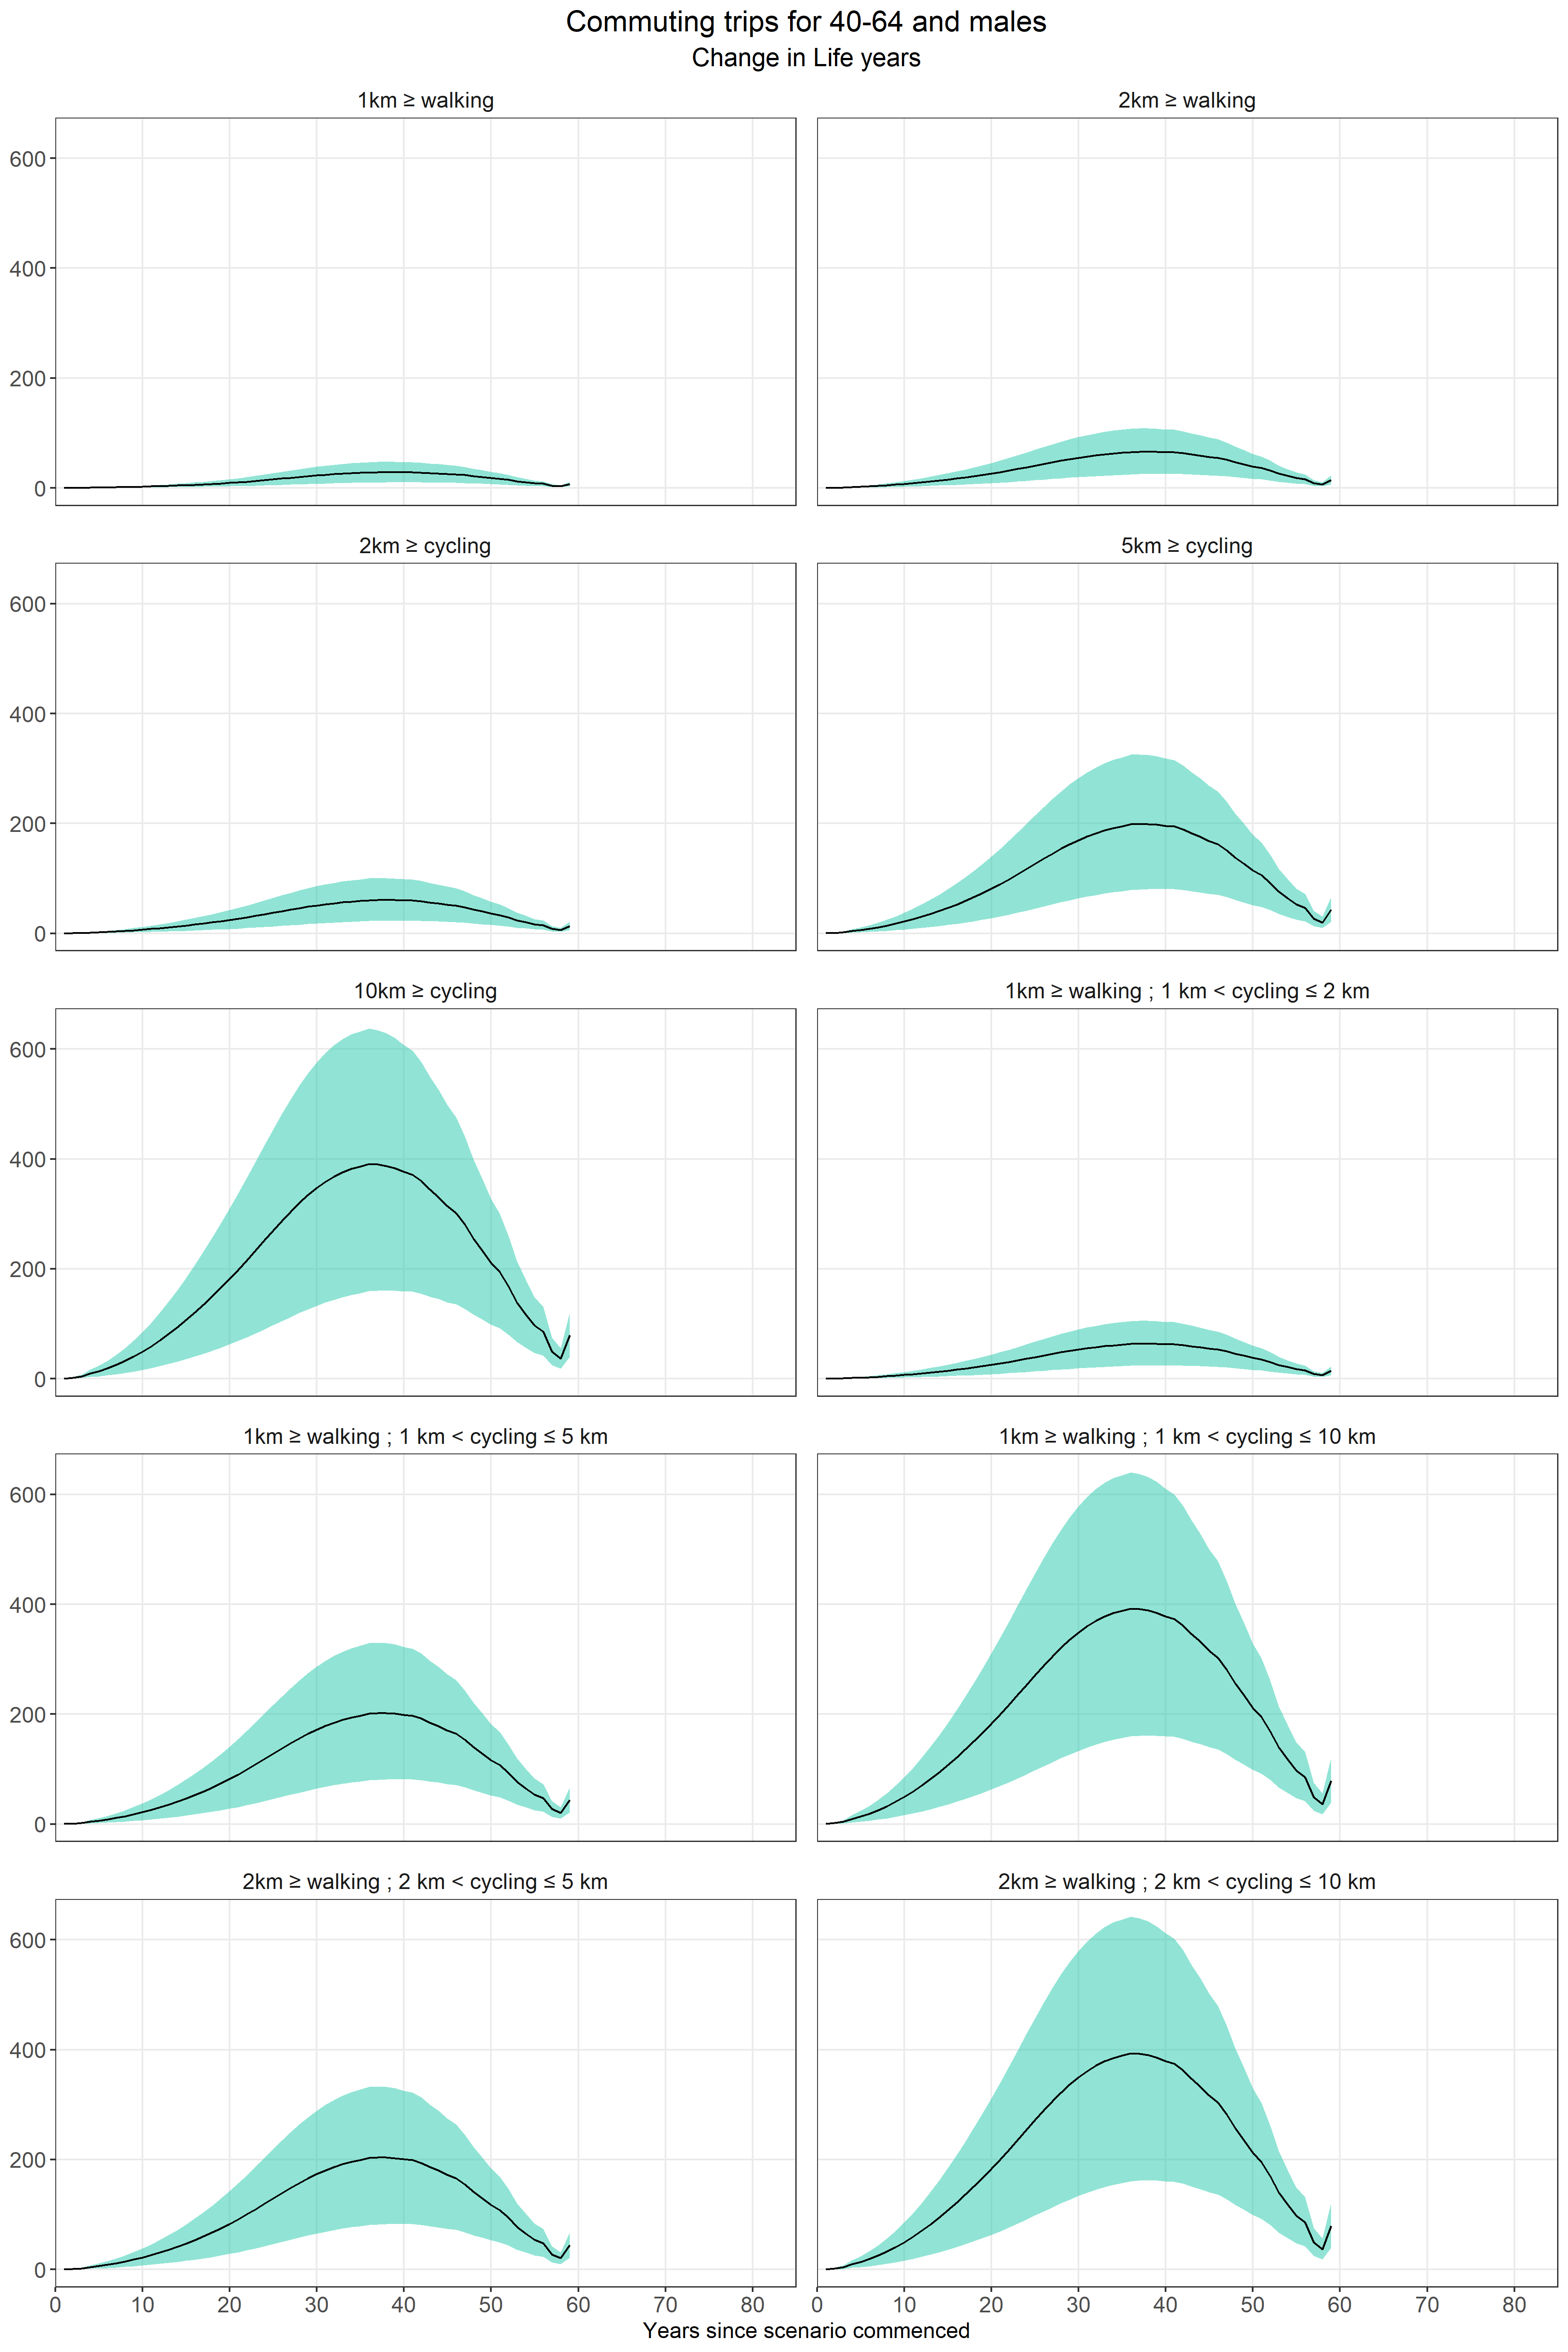 Commuting trips for 40-64 and males
Change in Life years
1km ≥ walking
2km ≥ walking
600
400
200
0
2km ≥ cycling
5km ≥ cycling
600
400
200
0
10km ≥ cycling
1km ≥ walking ; 1 km < cycling ≤ 2 km
600
400
200
0
1km ≥ walking ; 1 km < cycling ≤ 5 km
1km ≥ walking ; 1 km < cycling ≤ 10 km
600
400
200
0
2km ≥ walking ; 2 km < cycling ≤ 5 km
2km ≥ walking ; 2 km < cycling ≤ 10 km
600
400
200
0
0 10 20 30 40 50 60 70 80
0 10 20 30 40 50 60 70 80
Years since scenario commenced